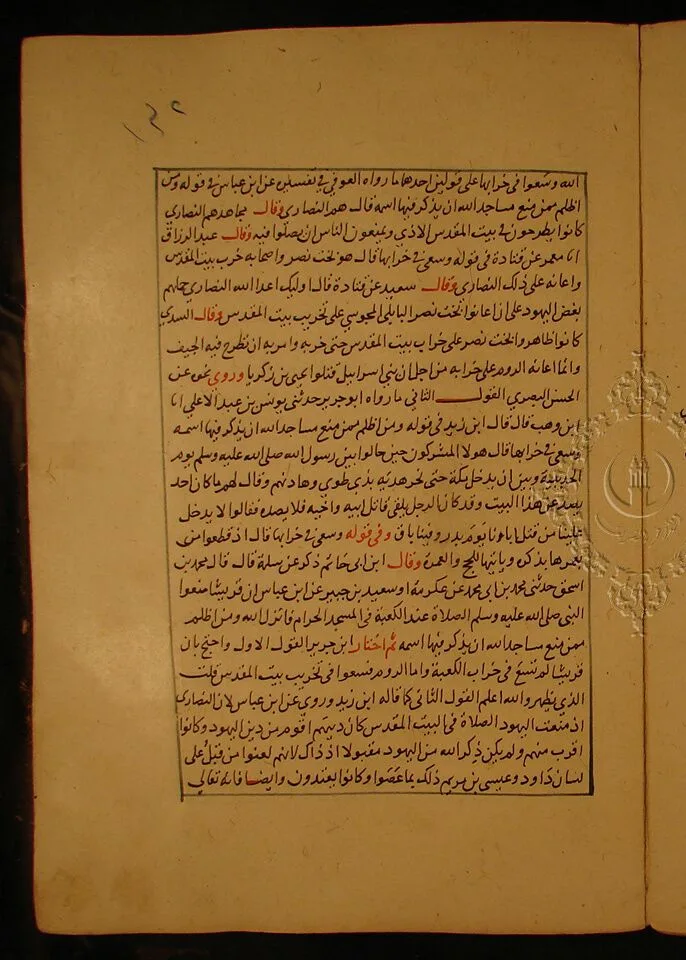 ١٣٢
الله وسعوا في خرابها على قولين احدهما ما رواه العوفي في تفسيره عن ابن عباس في قوله ومن
اظلم ممن منع مساجد الله ان يذكر فيها اسمه قال هم النصارى وقال مجاهد هم النصارى
كانوا يطرحون في بيت المقدس الاذى ويمنعون الناس ان يصلوا فيه وقال عبد الرزاق
انا معمر عن قتادة في قوله وسعى في خرابها قال هو بخت نصر واصحابه خرب بيت المقدس
واعانه على ذلك النصارى وقال سعيد عن قتادة قال اوليك اعدا الله النصارى حملهم
بغض اليهود على ان اعانوا بخت نصر البابلي المجوسي على تخريب بيت المقدس وقال السدي
كانوا ظاهروا بخت نصر على خراب بيت المقدس حتى خربه وامر به ان تطرح فيه الجيف
وانما اعانه الروم على خرابه من اجل ان بني اسرايل قتلوا يحيى بن زكريا وروي نحوه عن
الحسن البصري القول الثاني ما رواه ابو جرير حدثني يونس بن عبد الاعلى انا
ابن وهب قال قال ابن زيد في قوله ومن اظلم ممن منع مساجد الله ان يذكر فيها اسمه
وسعى في خرابها قال هولا المشركون حين حالوا بين رسول الله صلى الله عليه وسلم يوم
الحديبية وبين ان يدخل مكة حتى نحر هديه بذي طوى وهادنهم وقال لهم ما كان احد
يصد عن هذا البيت وقد كان الرجل يلقى قاتل ابيه واخيه فلا يصده فقالوا لا يدخل
علينا من قتل اباءنا يوم بدر وفينا باق وفي قوله وسعى في خرابها قال اذ قطعوا من
يعمرها بذكره وياتيها للحج والعمرة وقال ابن ابي حاتم ذكر عن سلمة قال قال محمد بن
اسحق حدثني محمد بن ابي محمد عن عكرمة او سعيد بن جبير عن ابن عباس ان قريشا منعوا
النبي صلى الله عليه وسلم الصلاة عند الكعبة في المسجد الحرام فانزل الله ومن اظلم
ممن منع مساجد الله ان يذكر فيها اسمه ثم اختار ابن جرير القول الاول واحتج بان
قريشا لم تسع في خراب الكعبة واما الروم فسعوا في تخريب بيت المقدس قلت
الذي يظهر والله اعلم القول الثاني كما قاله ابن زيد وروي عن ابن عباس لان النصارى
اذ منعت اليهود الصلاة في البيت المقدس كان دينهم اقوم من دين اليهود وكانوا
اقرب منهم ولم يكن ذكر الله من اليهود مقبولا اذ ذاك لانهم لعنوا من قبل على
لسان داود وعيسى بن مريم ذلك بما عصوا وكانوا يعتدون وايضا فانه تعالى